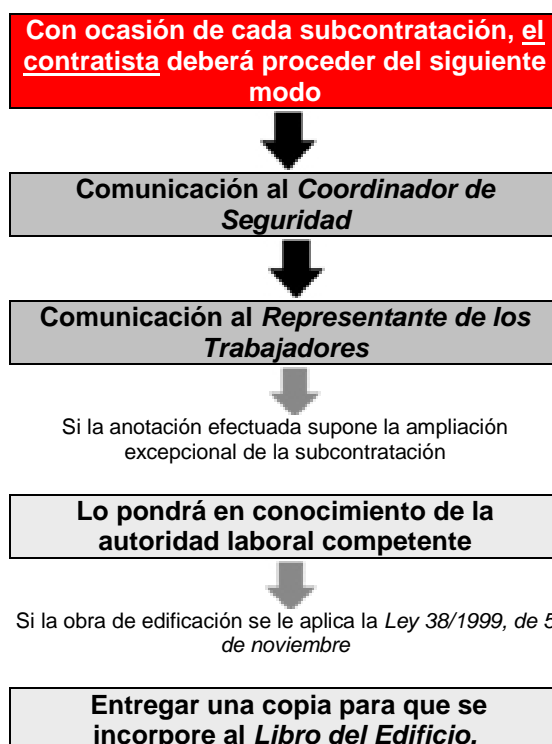 Con ocasión de cada subcontratación, el
contratista deberá proceder del siguiente
modo
Comunicación al Coordinador de
Seguridad
Comunicación al Representante de los
Trabajadores
Si la anotación efectuada supone la ampliación
excepcional de la subcontratación
Lo pondrá en conocimiento de la
autoridad laboral competente
Si la obra de edificación se le aplica la Ley 38/1999, de 5
de noviembre
Entregar una copia para que se
incorpore al Libro del Edificio.